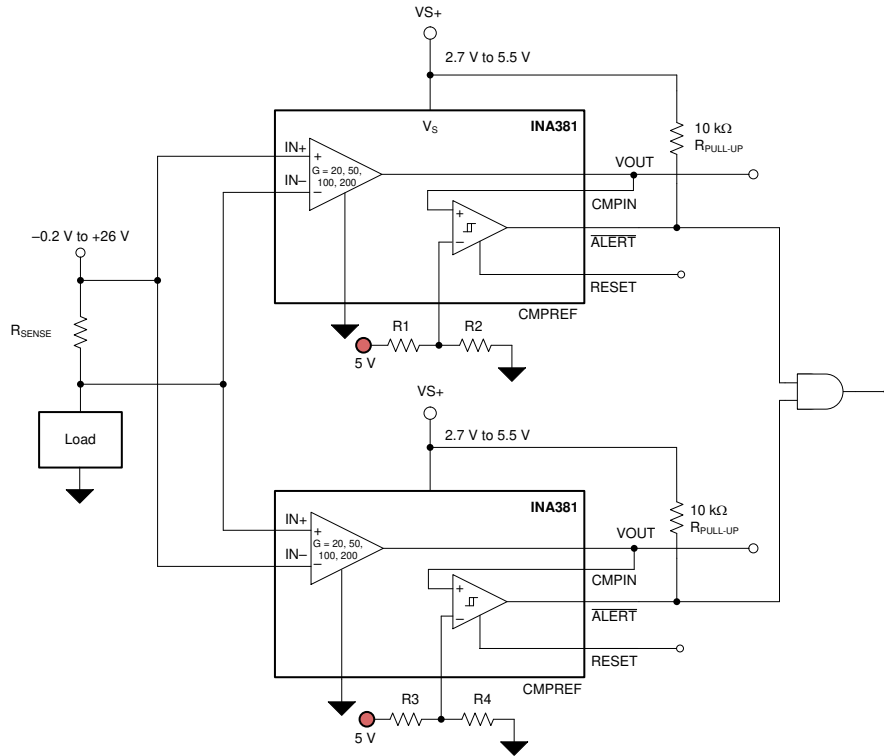 VS+
2.7 V to 5.5 V
VS
INA381
10 kΩ
RPULL-UP
IN+
+
G = 20, 50,
100, 200
IN−
−
VOUT
CMPIN
+
−
ALERT
RESET
CMPREF
−0.2 V to +26 V
RSENSE
Load
R1
R2
5 V
VS+
2.7 V to 5.5 V
INA381
10 kΩ
RPULL-UP
IN+
+
G = 20, 50,
100, 200
IN−
−
VOUT
CMPIN
+
−
ALERT
RESET
CMPREF
R3
R4
5 V